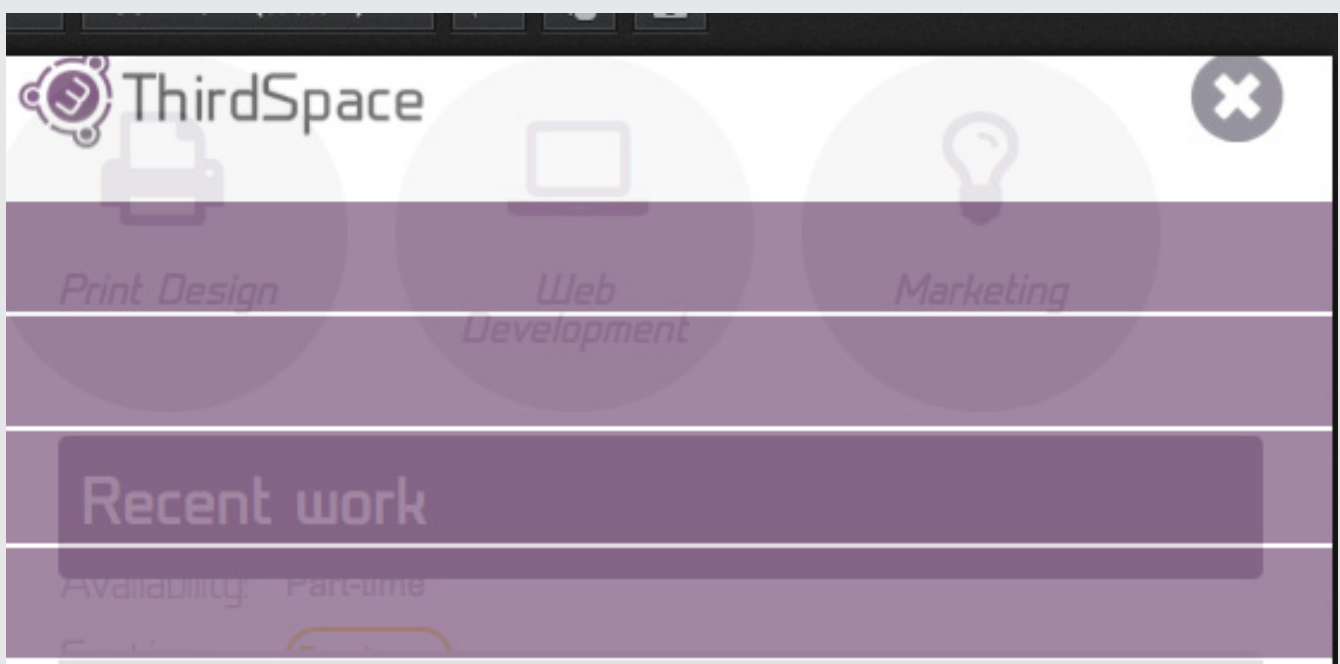 ThirdSpace
Print Design
Web
Development
Marketing
Recent work
Availability: Part-time